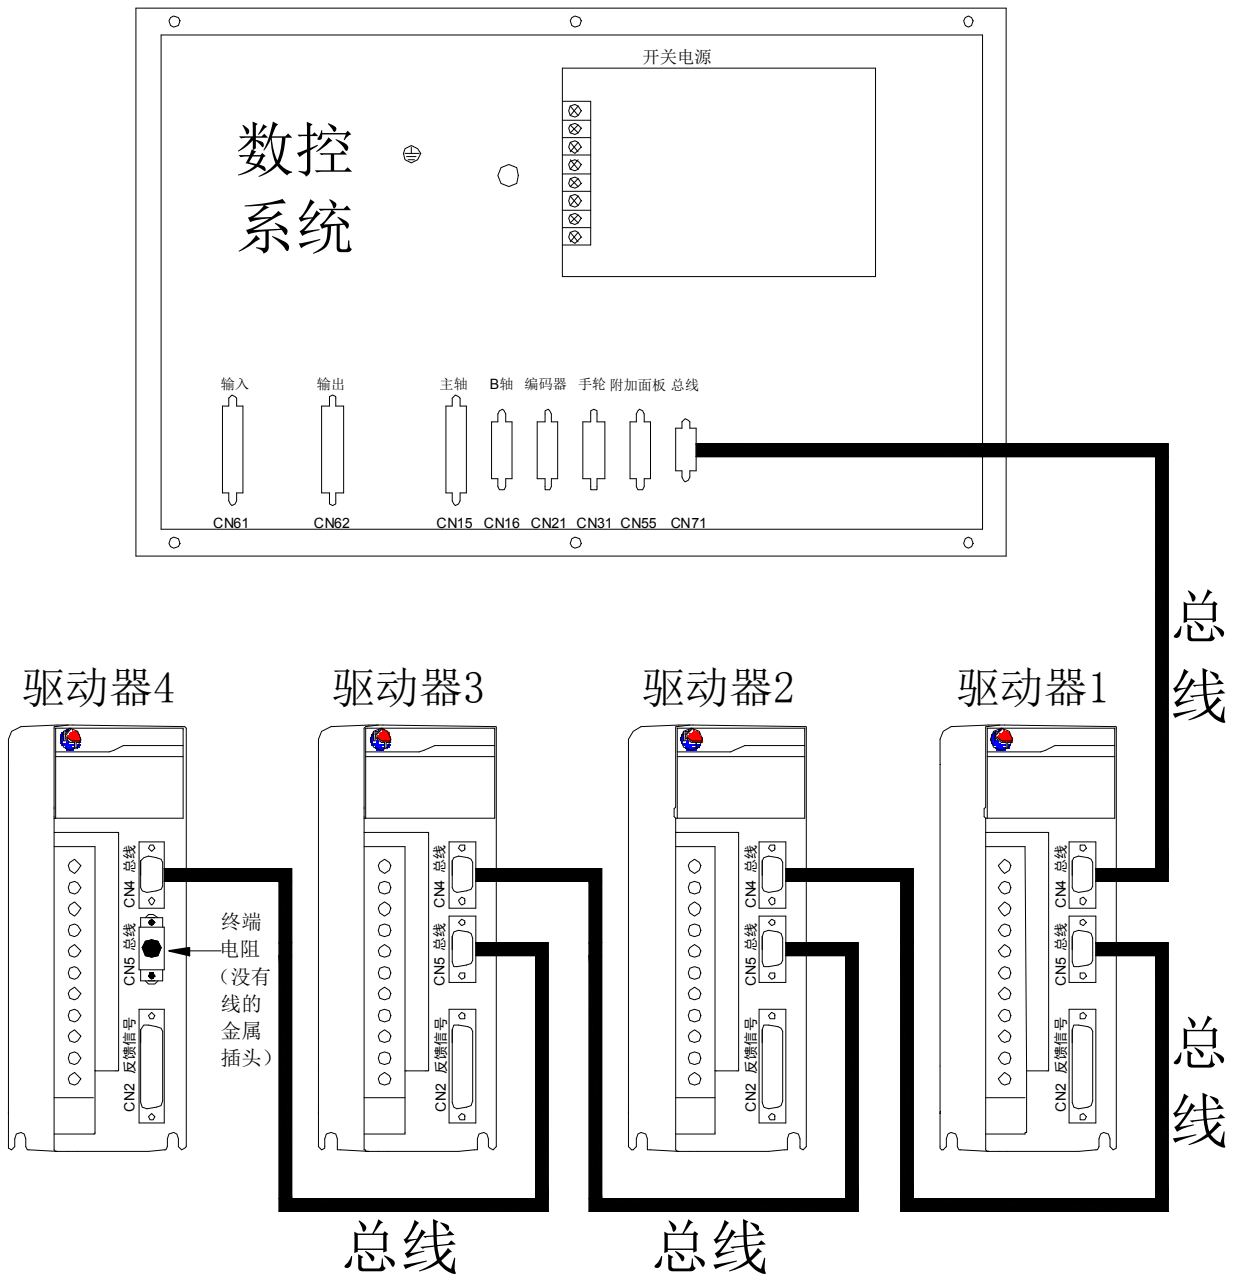 开关电源
数控
系统
输入
输出
主轴
B轴
编码器
手轮
附加面板
总线
CN61
CN62
CN15
CN16
CN21
CN31
CN55
CN71
总
线
驱动器4
驱动器3
驱动器2
驱动器1
CN4 总线
CN5 总线
CN2 反馈信号
终端
电阻
（没有
线的
金属
插头）
CN4 总线
CN5 总线
CN2 反馈信号
CN4 总线
CN5 总线
CN2 反馈信号
CN4 总线
CN5 总线
CN2 反馈信号
总
线
总线
总线